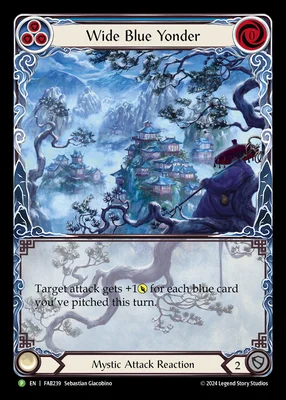 Wide Blue Yonder
Target attack gets +1 for each blue card
you've pitched this turn.
Mystic Attack Reaction
2
P EN | FAB239 Sebastian Giacobino
© 2024 Legend Story Studios